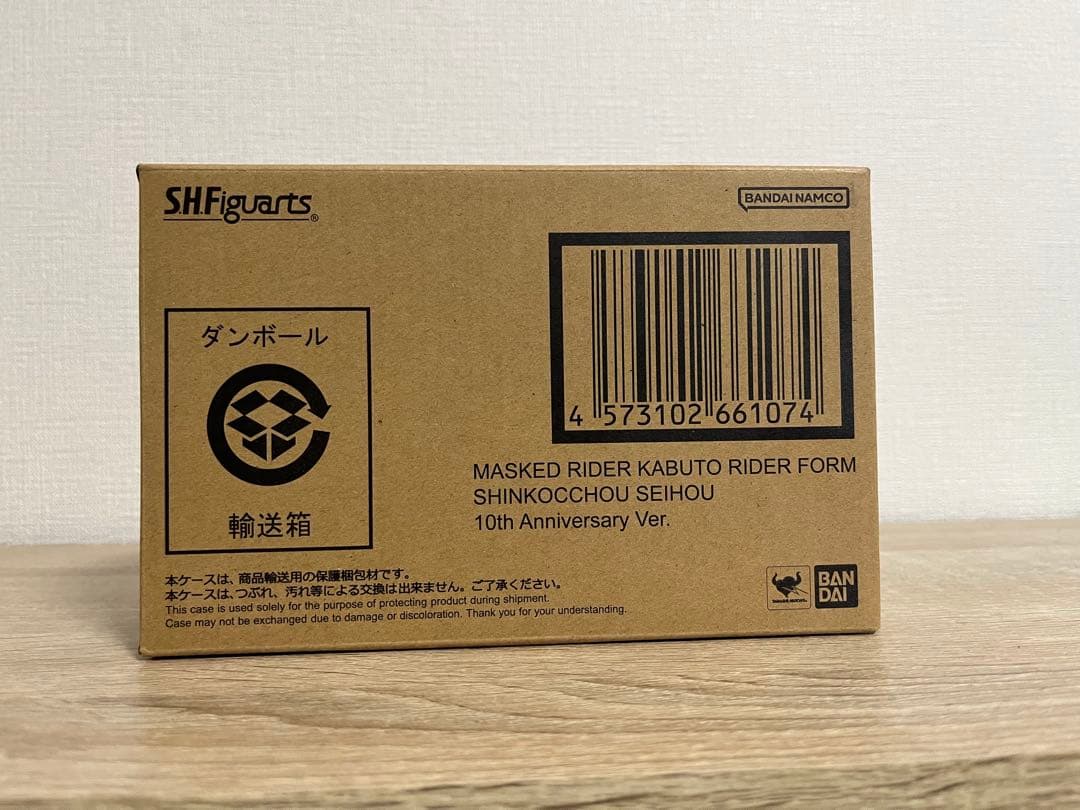 S.H.Figuarts®
BANDAI NAMCO
ダンボール
輸送箱
4 573102 661074
MASKED RIDER KABUTO RIDER FORM
SHINKOCCHOU SEIHOU
10th Anniversary Ver.
本ケースは、商品輸送用の保護梱包材です。
本ケースは、つぶれ、汚れ等による交換は出来ません。ご了承ください。
This case is used solely for the purpose of protecting product during shipment.
Case may not be exchanged due to damage or discoloration. Thank you for your understanding.
BAN
DAI